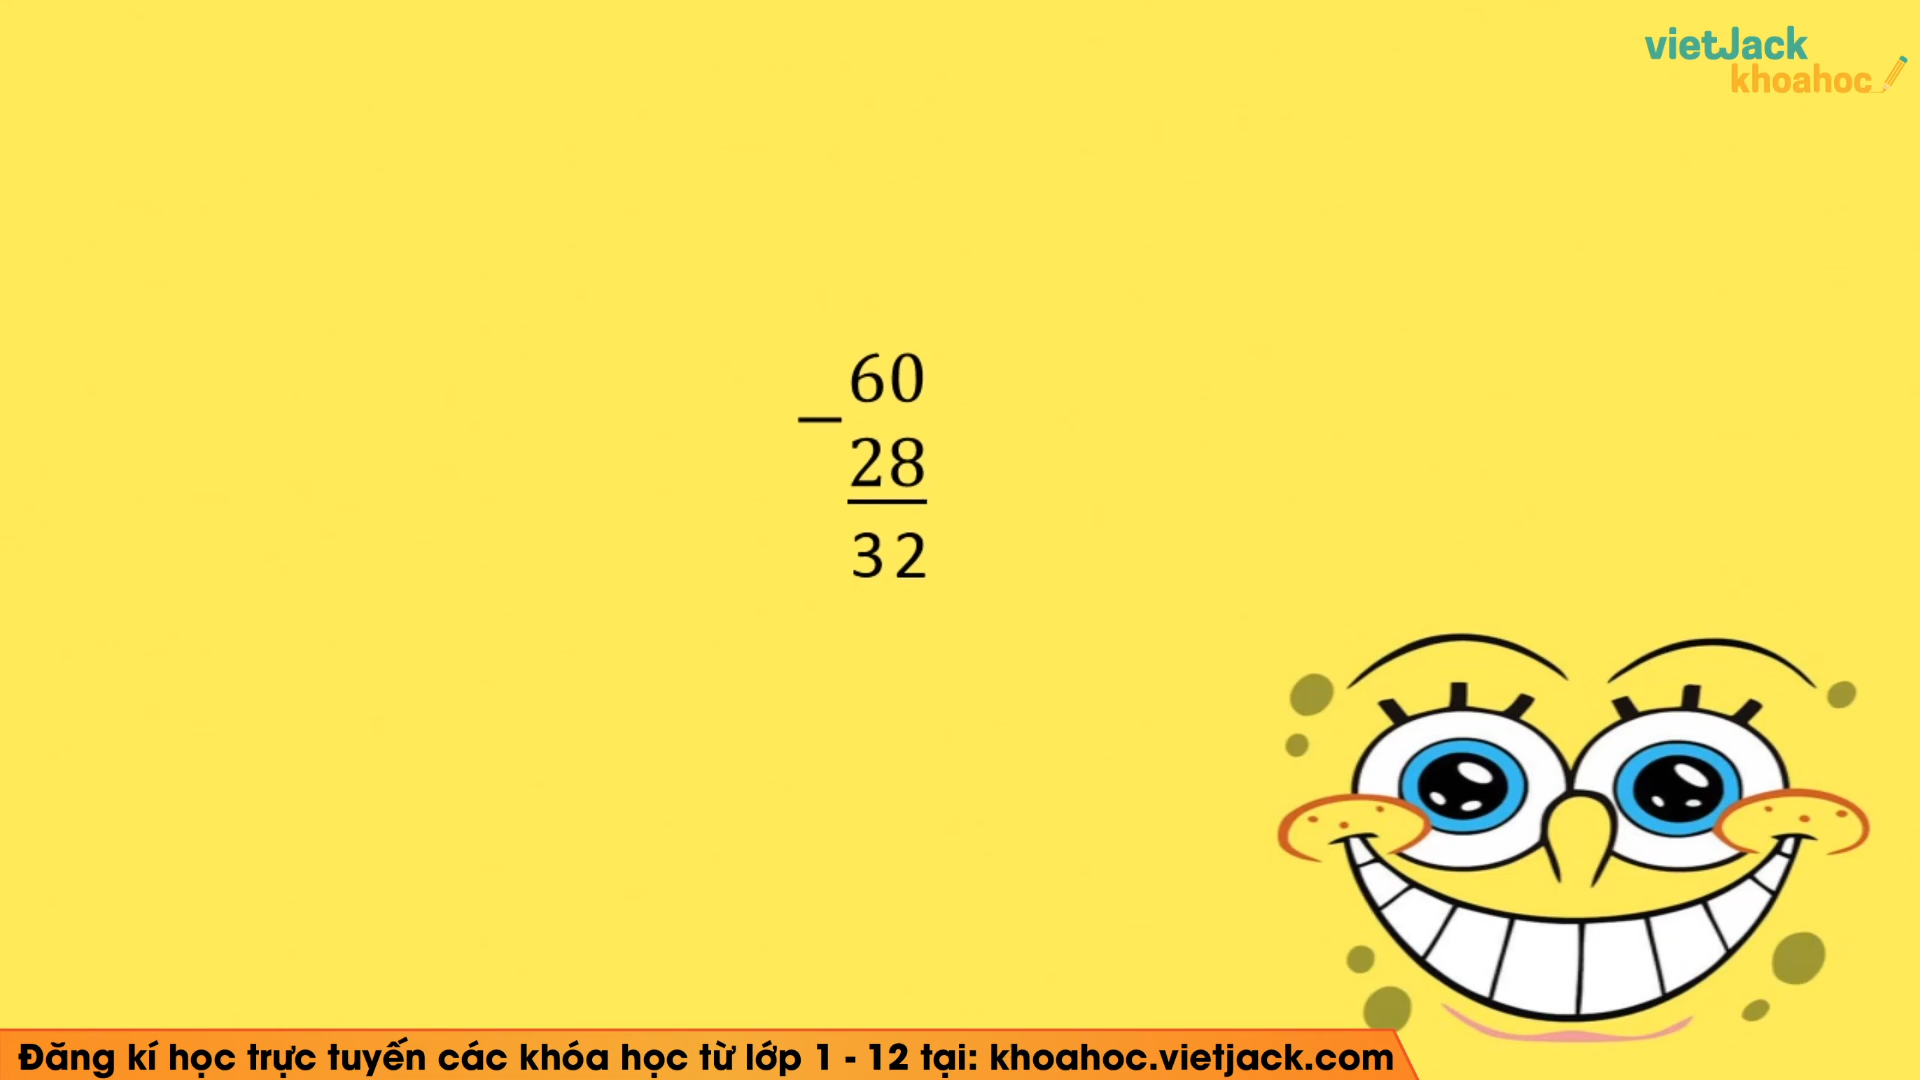 vietJack
khoahoc
60
−
28
32
Đăng kí học trực tuyến các khóa học từ lớp 1 - 12 tại: khoahoc.vietjack.com